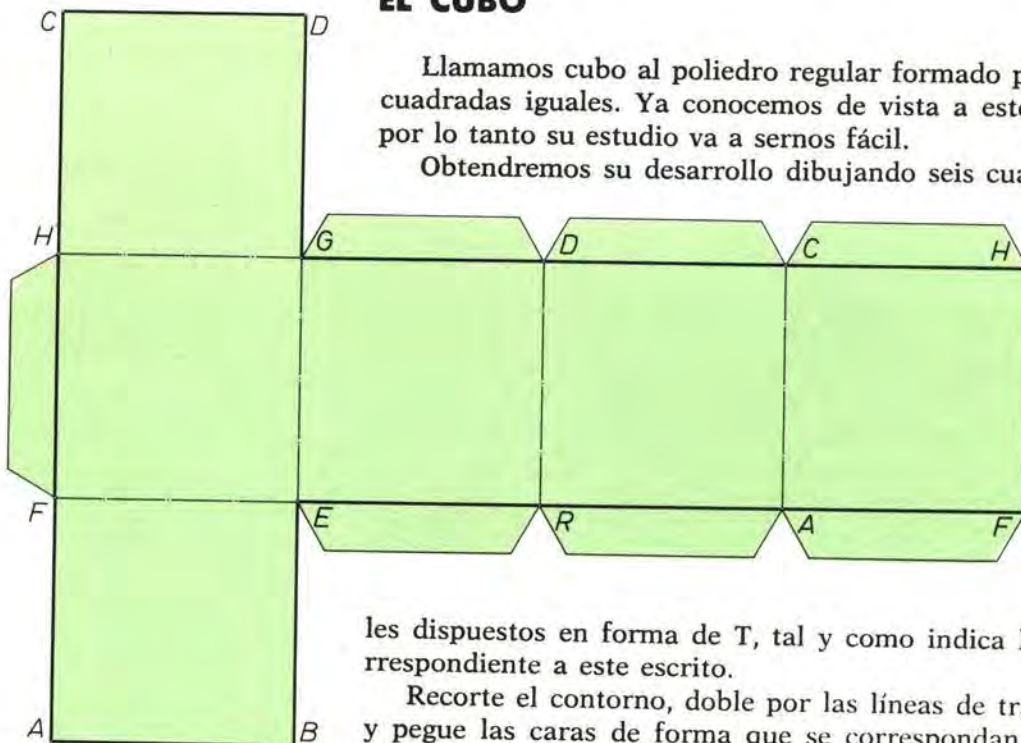 EL CUBO
C
D
Llamamos cubo al poliedro regular formado p
cuadradas iguales. Ya conocemos de vista a est
por lo tanto su estudio va a sernos fácil.
Obtendremos su desarrollo dibujando seis cua
H
G
D
C
H
F
E
R
A
F
les dispuestos en forma de T, tal y como indica
rrespondiente a este escrito.
Recorte el contorno, doble por las líneas de tr
y pegue las caras de forma que se correspondan
A
B